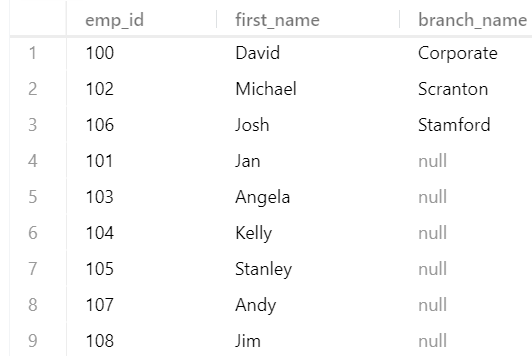 emp_id first_name branch_name
1 100 David Corporate
2 102 Michael Scranton
3 106 Josh Stamford
4 101 Jan null
5 103 Angela null
6 104 Kelly null
7 105 Stanley null
8 107 Andy null
9 108 Jim null